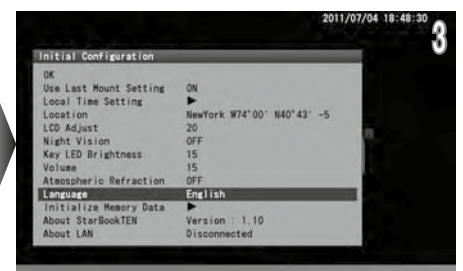 2011/07/04 18:48:30
3
Initial Configuration
OK
Use Last Mount Setting ON
Local Time Setting ▶
Location NewYork W74°00' N40°43' -5
LCD Adjust 20
Night Vision OFF
Key LED Brightness 15
Volume 15
Atmospheric Refraction OFF
Language English
Initialize Memory Data ▶
About StarBookTEN Version : 1.10
About LAN Disconnected